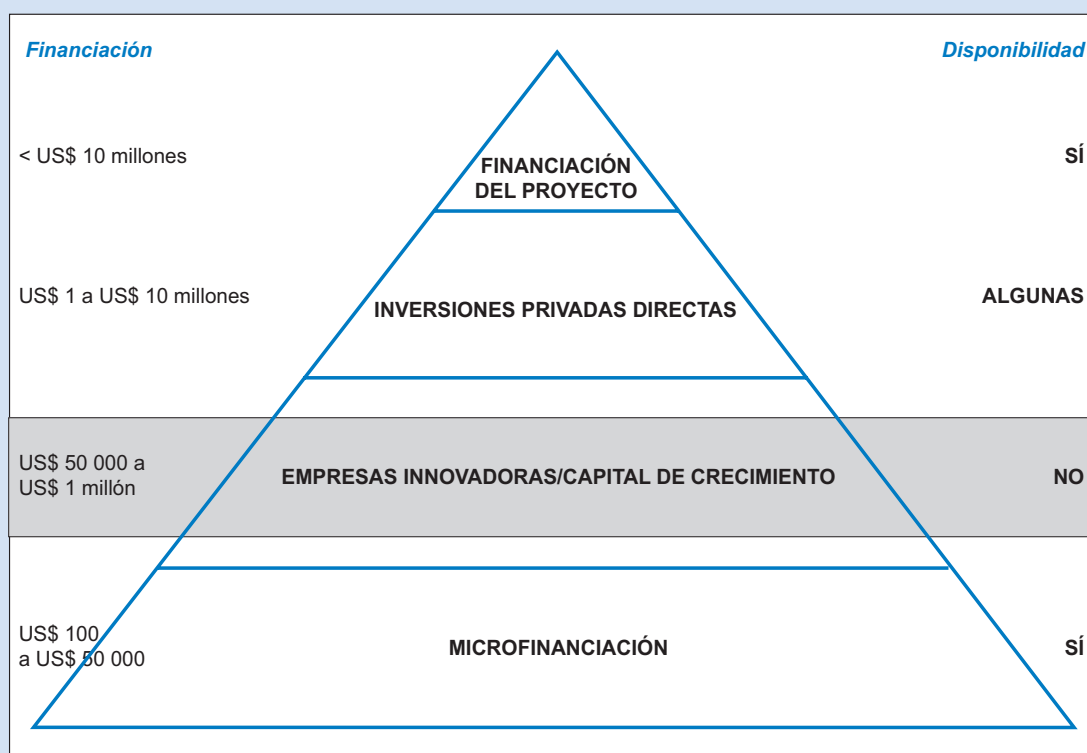 Financiación
Disponibilidad
< US$ 10 millones
FINANCIACIÓN
DEL PROYECTO
SÍ
US$ 1 a US$ 10 millones
INVERSIONES PRIVADAS DIRECTAS
ALGUNAS
US$ 50 000 a
US$ 1 millón
EMPRESAS INNOVADORAS/CAPITAL DE CRECIMIENTO
NO
US$ 100
a US$ 50 000
MICROFINANCIACIÓN
SÍ